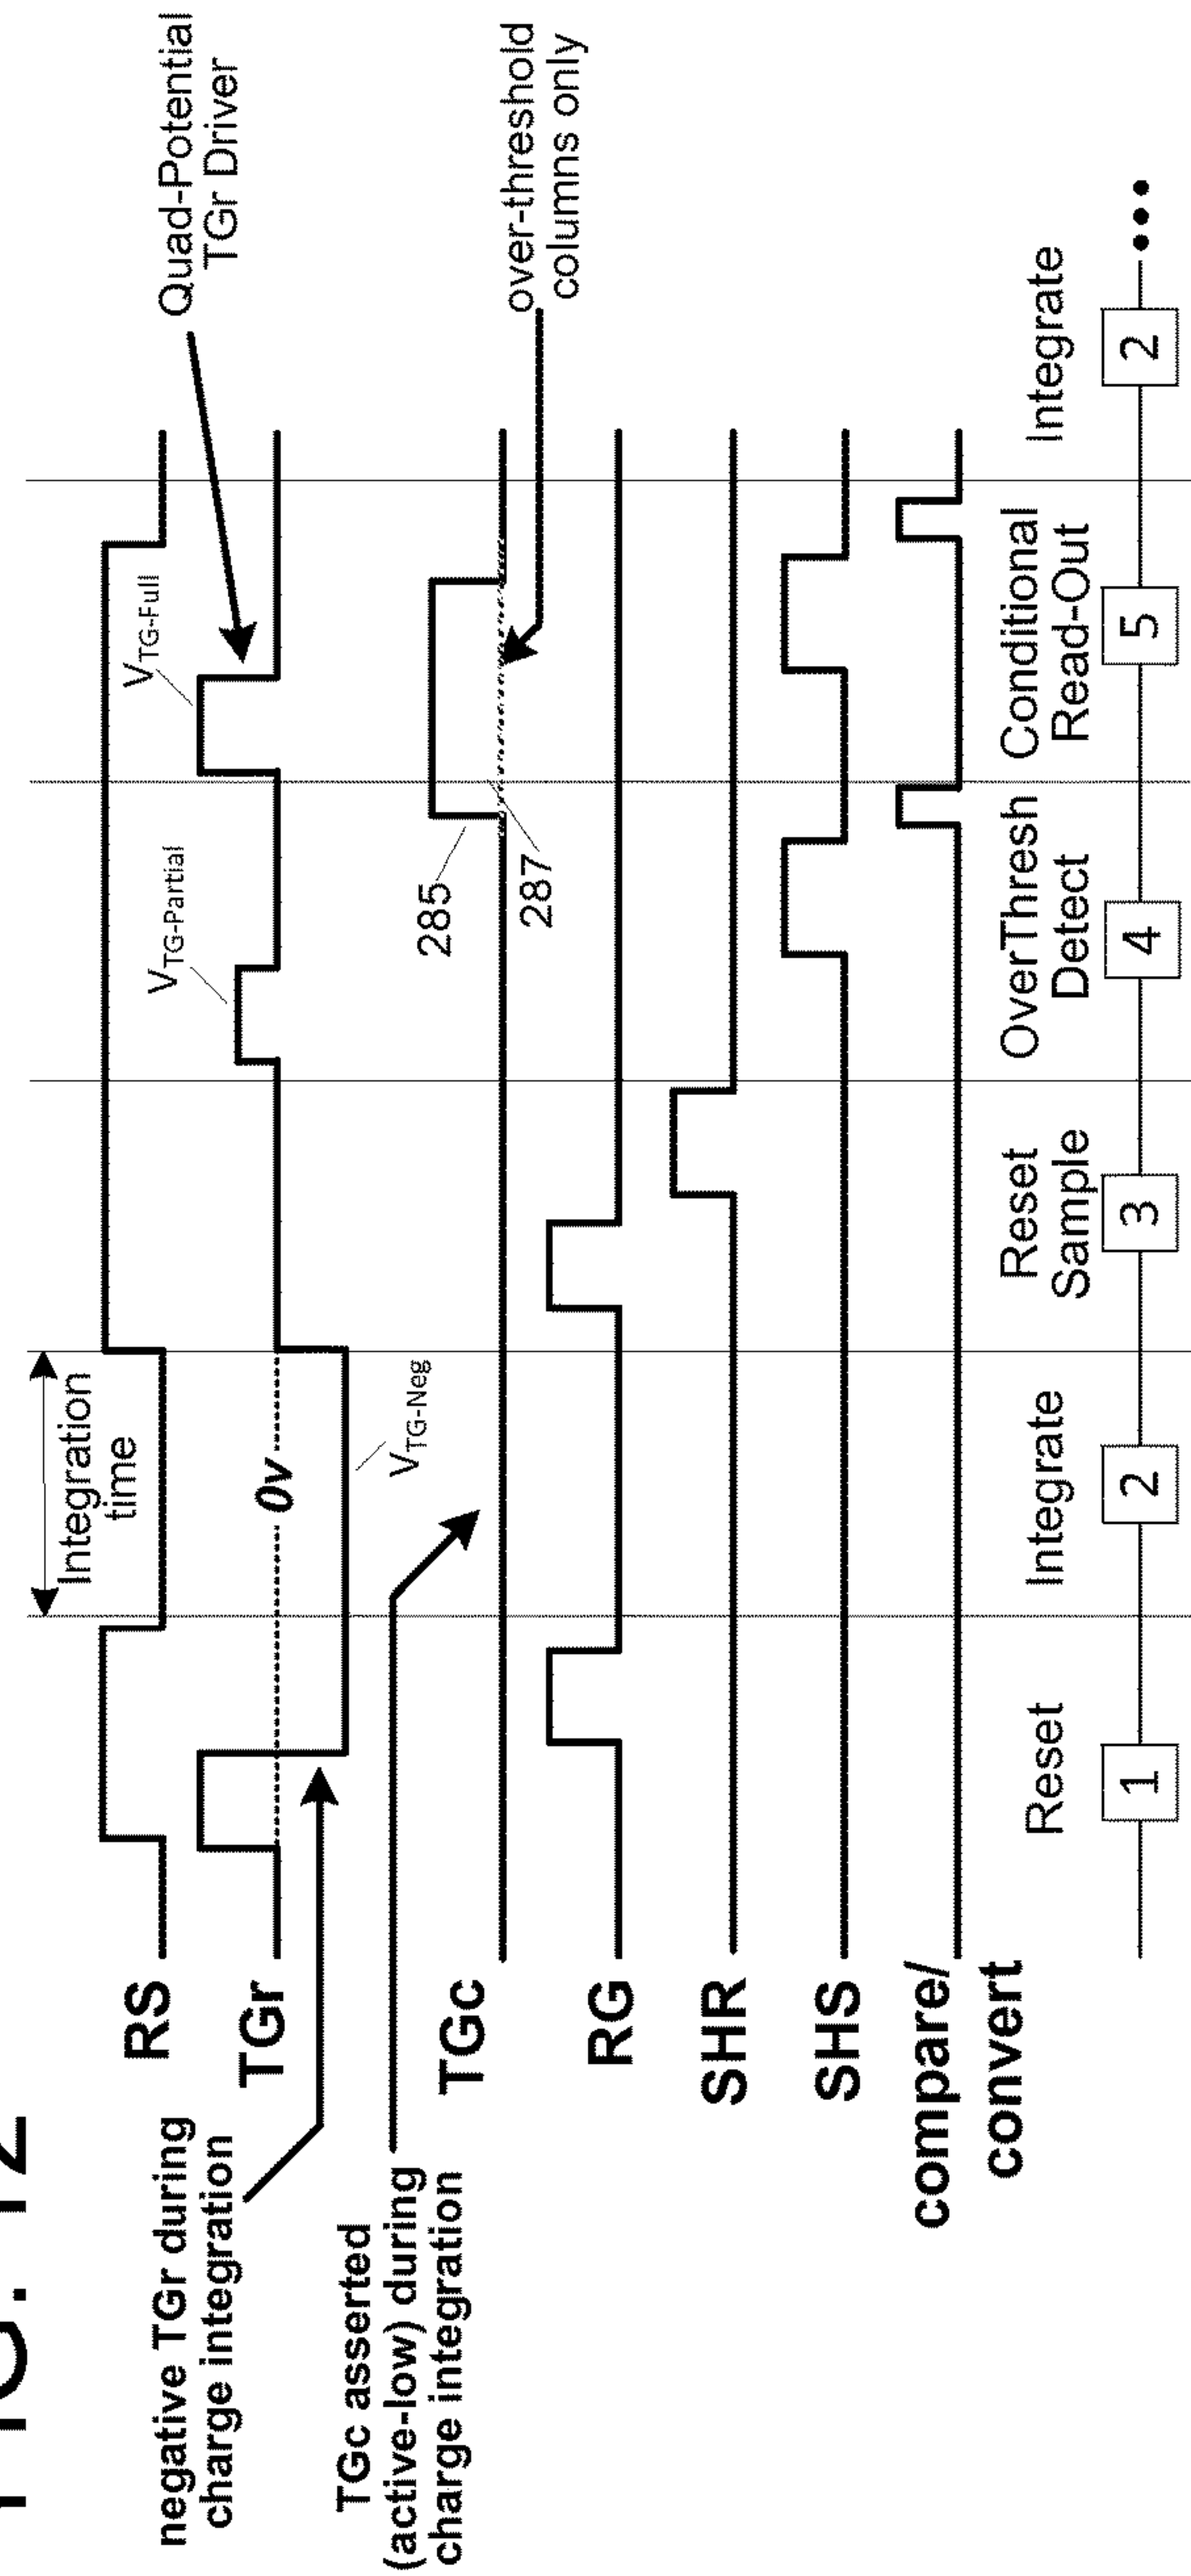 FIG. 12
Integration
time
Quad-Potential
TGr Driver
VTG-Partial
VTG-Full
RS
TGr
0v
VTG-Neg
negative TGr during
charge integration
TGc asserted
(active-low) during
charge integration
TGc
285
287
over-threshold
columns only
RG
SHR
SHS
compare/
convert
Reset
Integrate
Reset
Sample
OverThresh
Detect
Conditional
Read-Out
Integrate
1
2
3
4
5
2